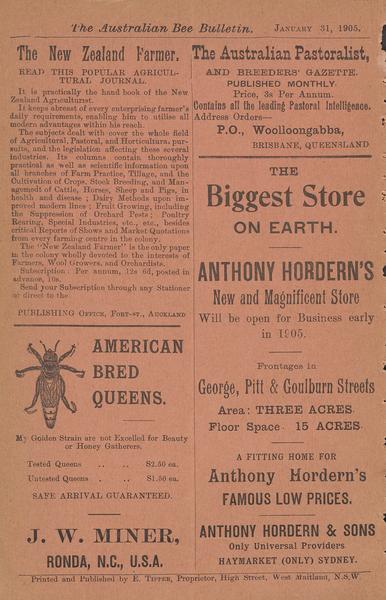 The Australian Bee Bulletin. JANUARY 31, 1905.
The New Zealand Farmer.
READ THIS POPULAR AGRICUL-
TURAL JOURNAL.
It is practically the hand book of the New
Zealand Agriculturist.
It keeps abreast of every enterprising farmer's
daily requirements, enabling him to utilise all
modern advantages within his reach.
The subjects dealt with cover the whole field
of Agricultural, Pastoral, and Horticultura, pur-
suits, and the legislation affecting these several
industries. Its columns contain thoroughly
practical as well as scientific information upon
all branches of Farm Practice, Tillage, and the
Cultivation of Crops, Stock Breeding, and Man-
agement of Cattle, Horses, Sheep and Pigs, in
health and disease ; Dairy Methods upon im-
proved modern lines ; Fruit Growing, including
the Suppression of Orchard Pests ; Poultry
Rearing, Special Industries, etc., etc., besides
critical Reports of Shows and Market Quotations
from every farming centre in the colony.
The "New Zealand Farmer" is the only paper
in the colony wholly devoted to the interests of
Farmers, Wool Growers, and Orchardists.
Subscription: Per annum, 12s 6d, posted in
advance, 10s.
Send your Subscription through any Stationer
or direct to the
PUBLISHING OFFICE, FORT-ST., AUCKLAND
AMERICAN
BRED
QUEENS.
My Golden Strain are not Excelled for Beauty
or Honey Gatherers.
Tested Queens .. .. $2.50 ea.
Untested Queens . .. $1.50 ea.
SAFE ARRIVAL GUARANTEED.
J. W. MINER,
RONDA, N.C., U.S.A.
The Australian Pastoralist,
AND BREEDERS' GAZETTE.
PUBLISHED MONTHLY.
Price, 3s Per Annum.
Contains all the leading Pastoral Intelligence.
Address Orders—
P.O., Woolloongabba,
BRISBANE, QUEENSLAND
THE
Biggest Store
ON EARTH.
ANTHONY HORDERN'S
New and Magnificent Store
Will be open for Business early
in 1905.
Frontages in
George, Pitt & Goulburn Streets
Area: THREE ACRES
Floor Space 15 ACRES
A FITTING HOME FOR
Anthony Hordern's
FAMOUS LOW PRICES.
ANTHONY HORDERN & SONS
Only Universal Providers
HAYMARKET (ONLY) SYDNEY.
Printed and Published by E. TIPPER, Proprietor, High Street, West Maitland, N.S.W.